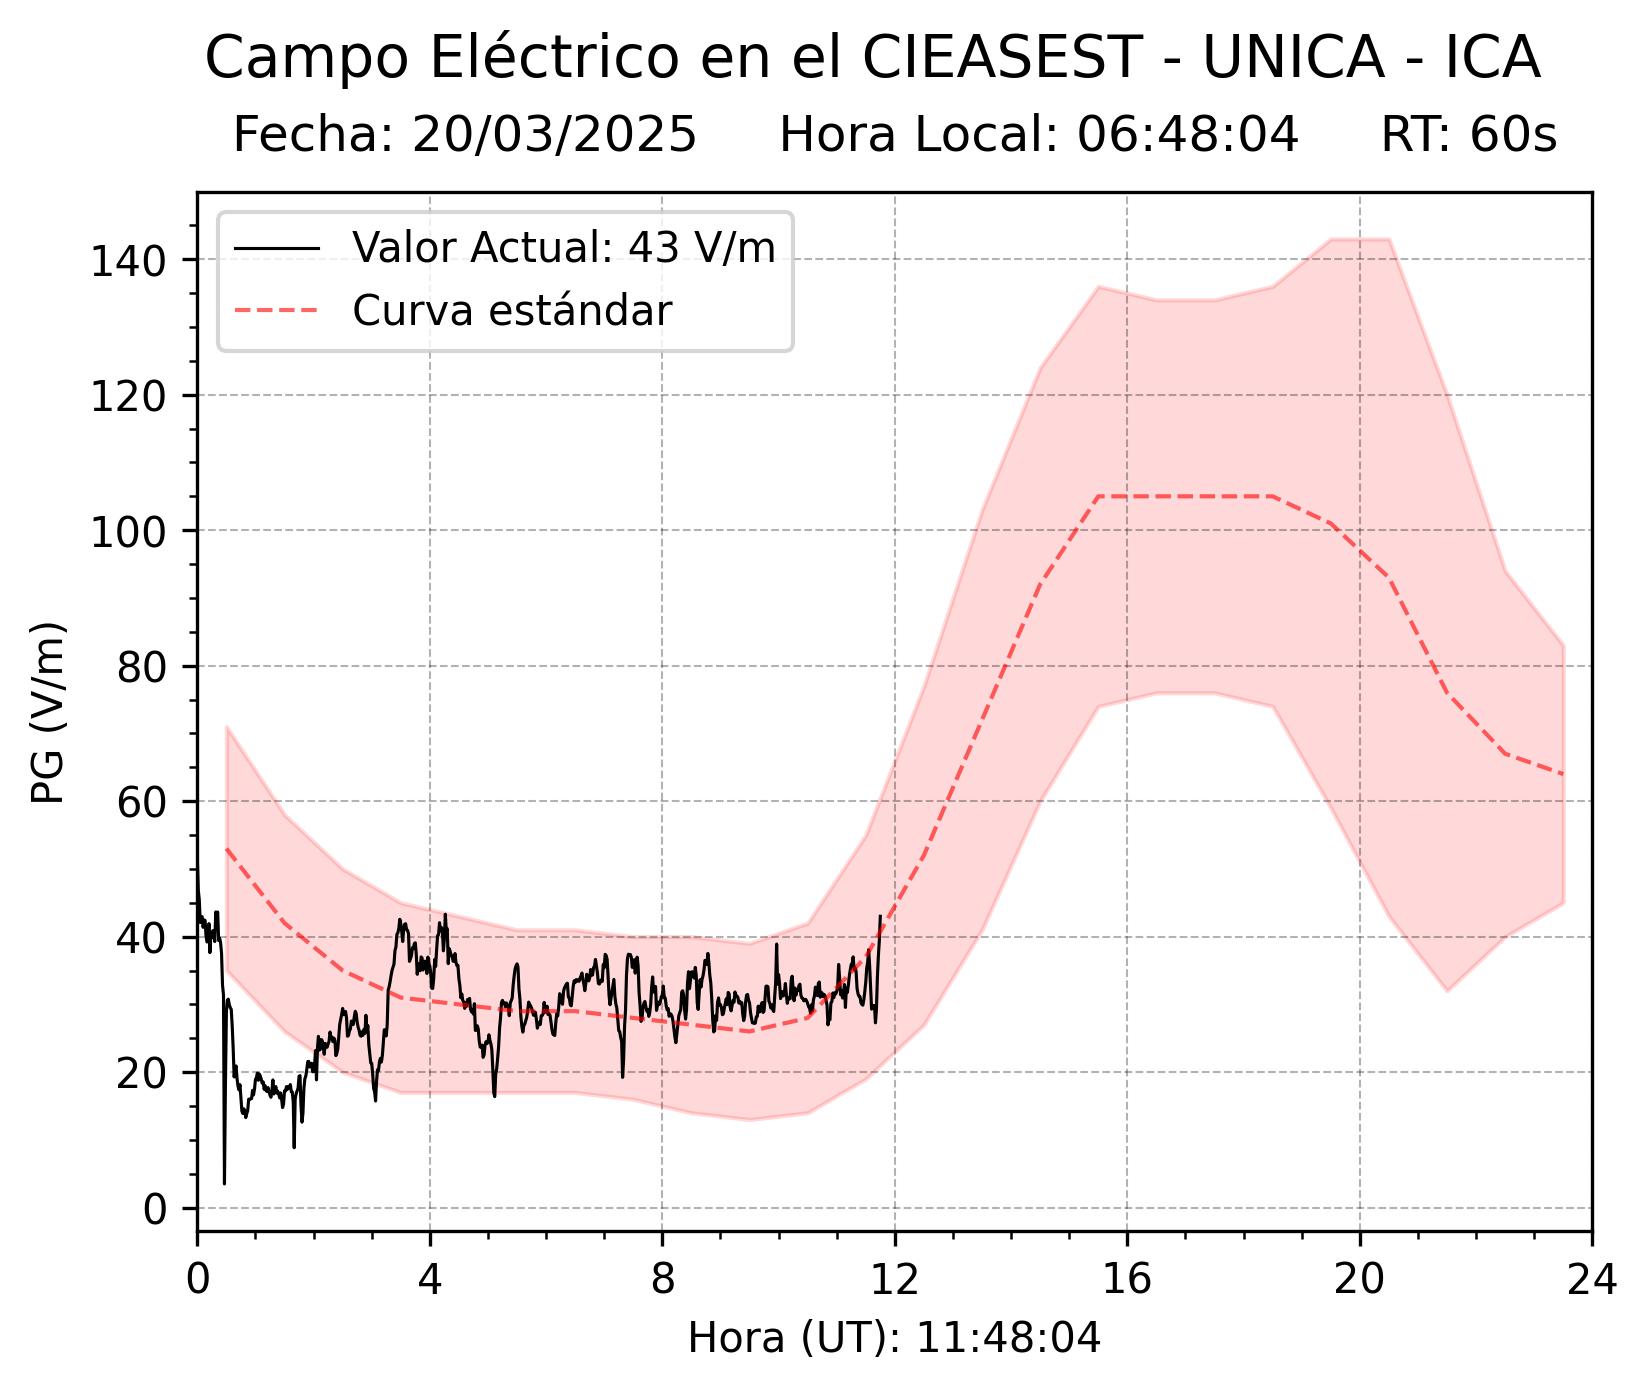 Campo Eléctrico en el CIEASEST - UNICA - ICA
Fecha: 20/03/2025 Hora Local: 06:48:04 RT: 60s
Valor Actual: 43 V/m
Curva estándar
140
120
100
80
60
40
20
0
PG (V/m)
0 4 8 12 16 20 24
Hora (UT): 11:48:04